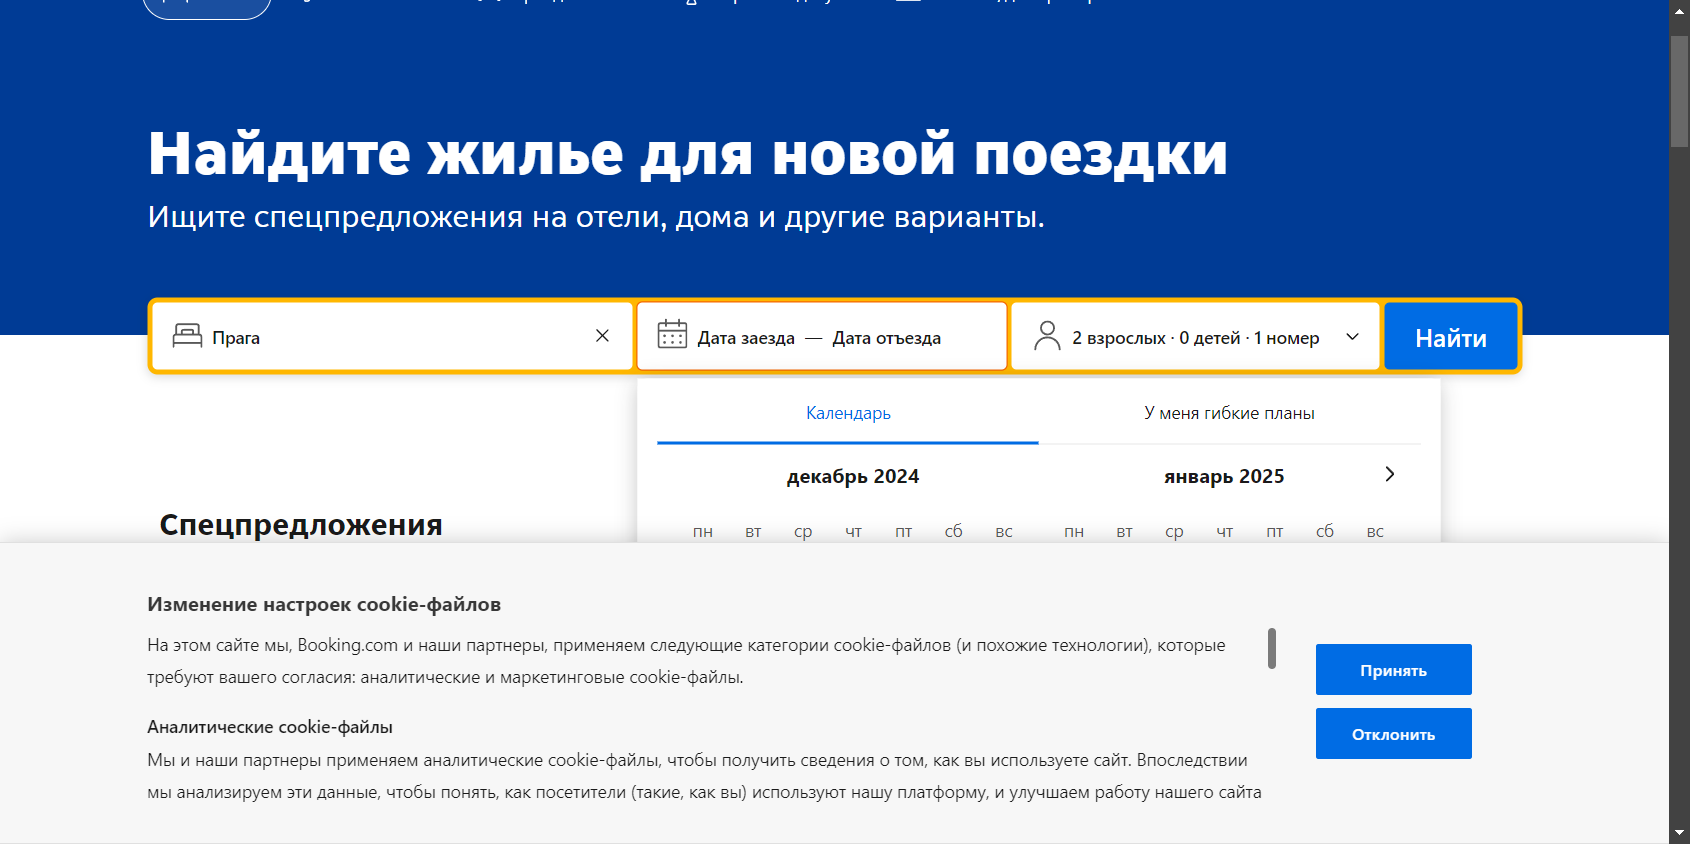 Найдите жилье для новой поездки
Ищите спецпредложения на отели, дома и другие варианты.
Прага
Дата заезда — Дата отъезда
2 взрослых · 0 детей · 1 номер
Найти
Календарь
У меня гибкие планы
декабрь 2024
январь 2025
пн вт ср чт пт сб вс
пн вт ср чт пт сб вс
Спецпредложения
Изменение настроек cookie-файлов
На этом сайте мы, Booking.com и наши партнеры, применяем следующие категории cookie-файлов (и похожие технологии), которые
требуют вашего согласия: аналитические и маркетинговые cookie-файлы.
Аналитические cookie-файлы
Мы и наши партнеры применяем аналитические cookie-файлы, чтобы получить сведения о том, как вы используете сайт. Впоследствии
мы анализируем эти данные, чтобы понять, как посетители (такие, как вы) используют нашу платформу, и улучшаем работу нашего сайта
Принять
Отклонить